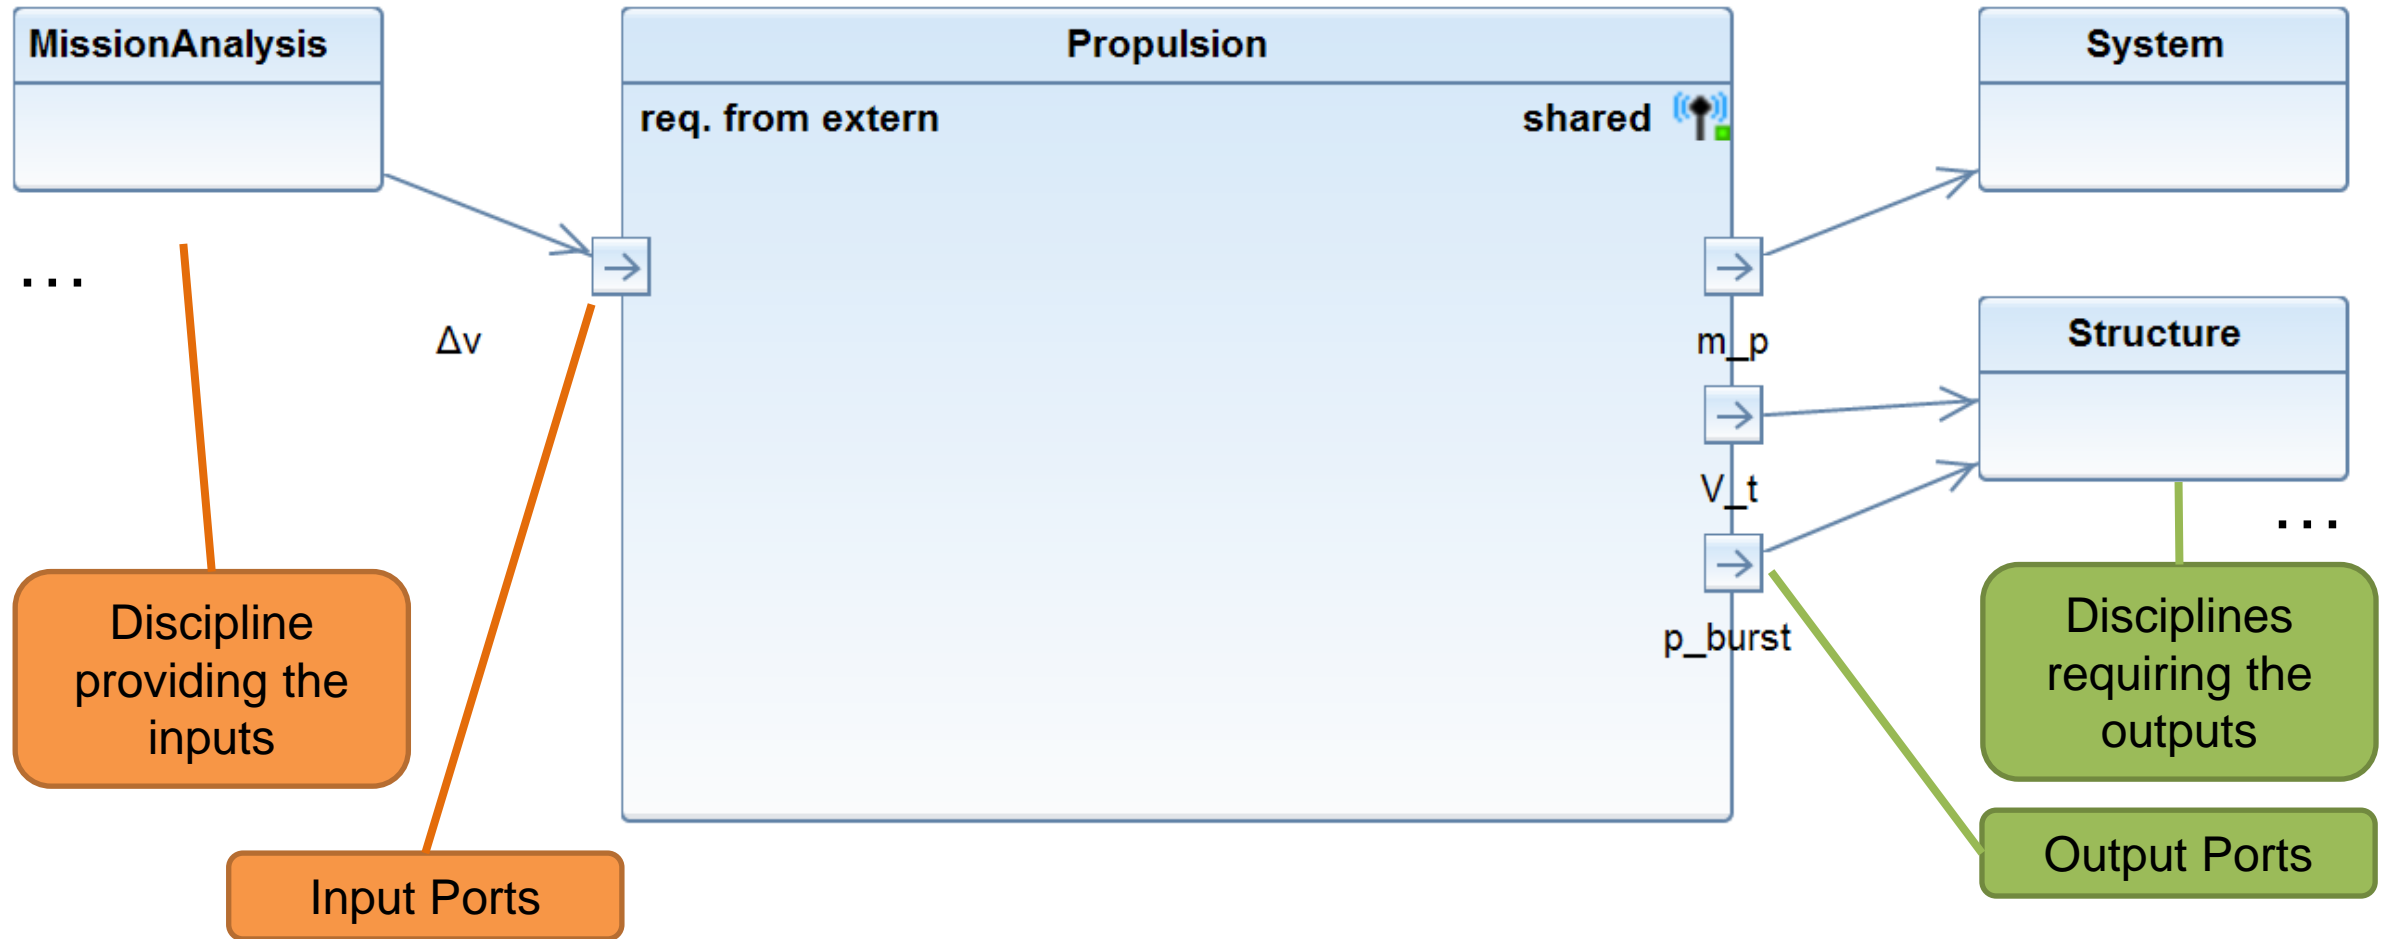 MissionAnalysis
Propulsion
System
req. from extern
shared
...
Δv
m_p
Structure
V_t
...
p_burst
Discipline
providing the
inputs
Disciplines
requiring the
outputs
Input Ports
Output Ports